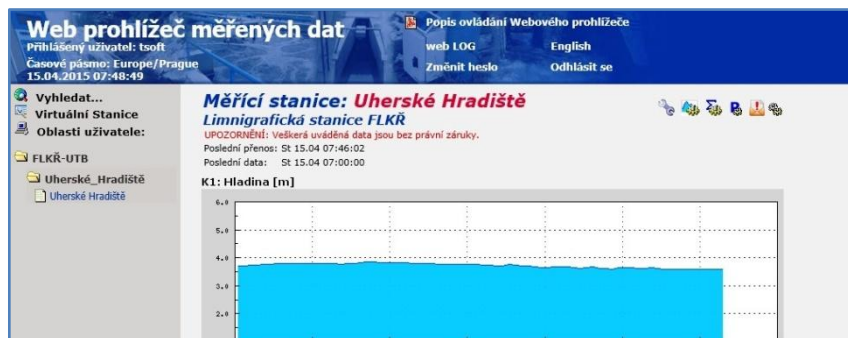 Web prohlížeč měřených dat
Přihlášený uživatel: tsoft
Časové pásmo: Europe/Prague
15.04.2015 07:48:49
Popis ovládání Webového prohlížeče
web LOG English
Změnit heslo Odhlásit se
Vyhledat...
Virtuální Stanice
Oblasti uživatele:
FLKŘ-UTB
Uherské_Hradiště
Uherské Hradiště
Měřící stanice: Uherské Hradiště
Limnigrafická stanice FLKŘ
UPOZORNĚNÍ: Veškerá uváděná data jsou bez právní záruky.
Poslední přenos: St 15.04 07:46:02
Poslední data: St 15.04 07:00:00
K1: Hladina [m]
6.0
5.0
4.0
3.0
2.0